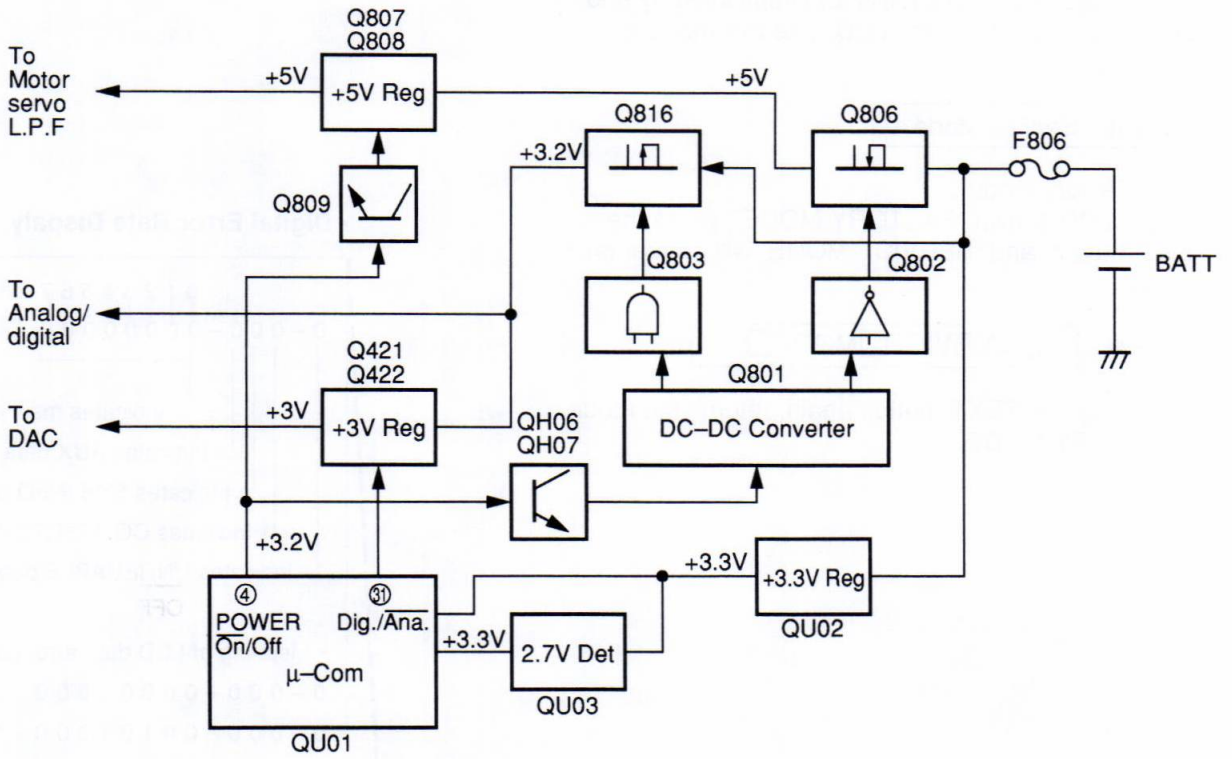 Q807
Q808
To
Motor
servo
L.P.F
+5V
+5V Reg
+5V
Q816
Q806
F806
+3.2V
Q809
Q803
Q802
BATT
To
Analog/
digital
Q421
Q422
Q801
To
DAC
+3V
+3V Reg
QH06
QH07
DC–DC Converter
+3.2V
+3.3V
+3.3V Reg
④
㉛
POWER
On/Off
Dig./Ana.
QU02
+3.3V
2.7V Det
μ–Com
QU03
QU01